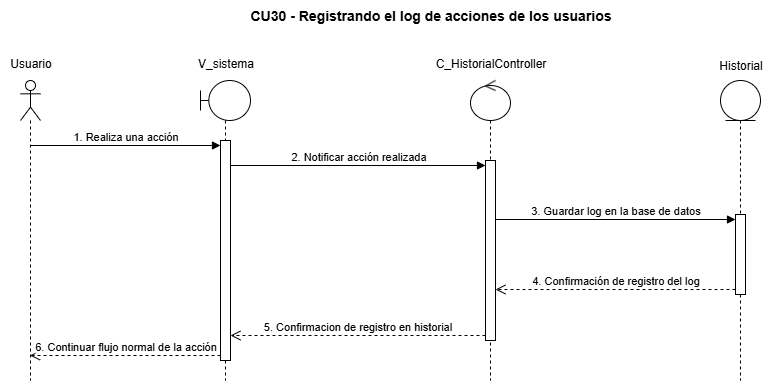 CU30 - Registrando el log de acciones de los usuarios
Usuario
V_sistema
C_HistorialController
Historial
1. Realiza una acción
2. Notificar acción realizada
3. Guardar log en la base de datos
4. Confirmación de registro del log
5. Confirmacion de registro en historial
6. Continuar flujo normal de la acción